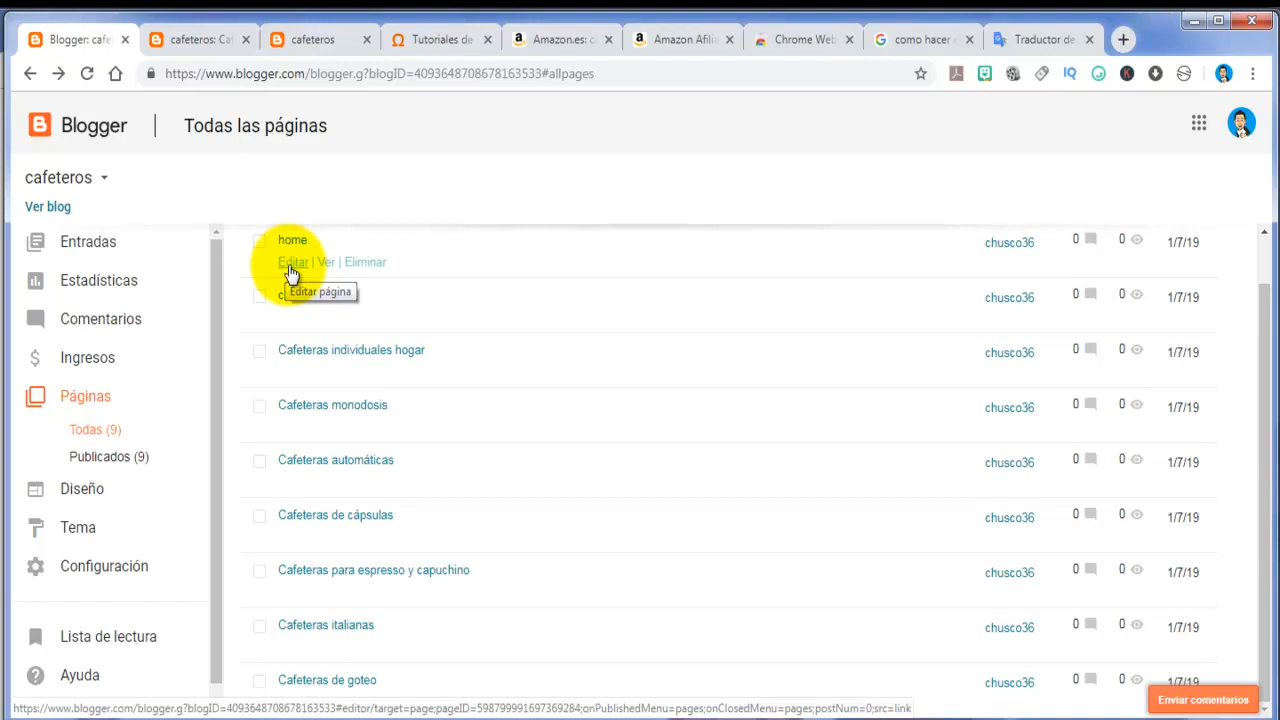 Blogger: cafe
cafeteros: Caf
cafeteros
Tutoriales de
Amazon.es: c
Amazon Afilia
Chrome Web
como hacer s
Traductor de
https://www.blogger.com/blogger.g?blogID=4093648708678163533#allpages
IQ
K
Blogger
Todas las páginas
cafeteros
Ver blog
Entradas
Estadísticas
Comentarios
Ingresos
Páginas
Todas (9)
Publicados (9)
Diseño
Tema
Configuración
Lista de lectura
Ayuda
home
chusco36
0
0
1/7/19
Editar | Ver | Eliminar
Editar página
chusco36
0
0
1/7/19
Cafeteras individuales hogar
chusco36
0
0
1/7/19
Cafeteras monodosis
chusco36
0
0
1/7/19
Cafeteras automáticas
chusco36
0
0
1/7/19
Cafeteras de cápsulas
chusco36
0
0
1/7/19
Cafeteras para espresso y capuchino
chusco36
0
0
1/7/19
Cafeteras italianas
chusco36
0
0
1/7/19
Cafeteras de goteo
chusco36
0
0
1/7/19
Enviar comentarios
https://www.blogger.com/blogger.g?blogID=4093648708678163533#editor/target=page;pageID=598799991697369284;onPublishedMenu=pages;onClosedMenu=pages;postNum=0;src=link